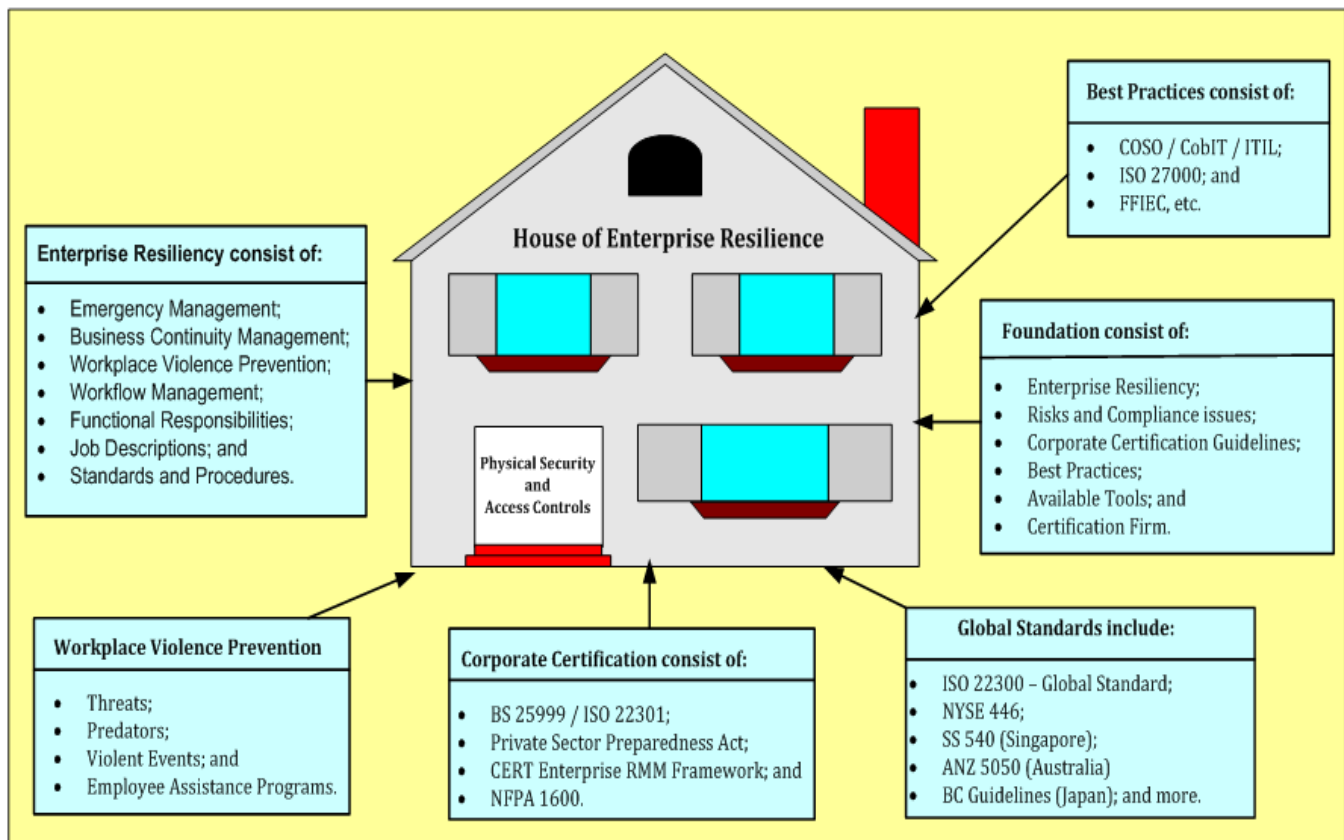 House of Enterprise Resilience
Physical Security
and
Access Controls
Enterprise Resiliency consist of:
• Emergency Management;
• Business Continuity Management;
• Workplace Violence Prevention;
• Workflow Management;
• Functional Responsibilities;
• Job Descriptions; and
• Standards and Procedures.
Best Practices consist of:
• COSO / CobIT / ITIL;
• ISO 27000; and
• FFIEC, etc.
Foundation consist of:
• Enterprise Resiliency;
• Risks and Compliance issues;
• Corporate Certification Guidelines;
• Best Practices;
• Available Tools; and
• Certification Firm.
Workplace Violence Prevention
• Threats;
• Predators;
• Violent Events; and
• Employee Assistance Programs.
Corporate Certification consist of:
• BS 25999 / ISO 22301;
• Private Sector Preparedness Act;
• CERT Enterprise RMM Framework; and
• NFPA 1600.
Global Standards include:
• ISO 22300 – Global Standard;
• NYSE 446;
• SS 540 (Singapore);
• ANZ 5050 (Australia)
• BC Guidelines (Japan); and more.